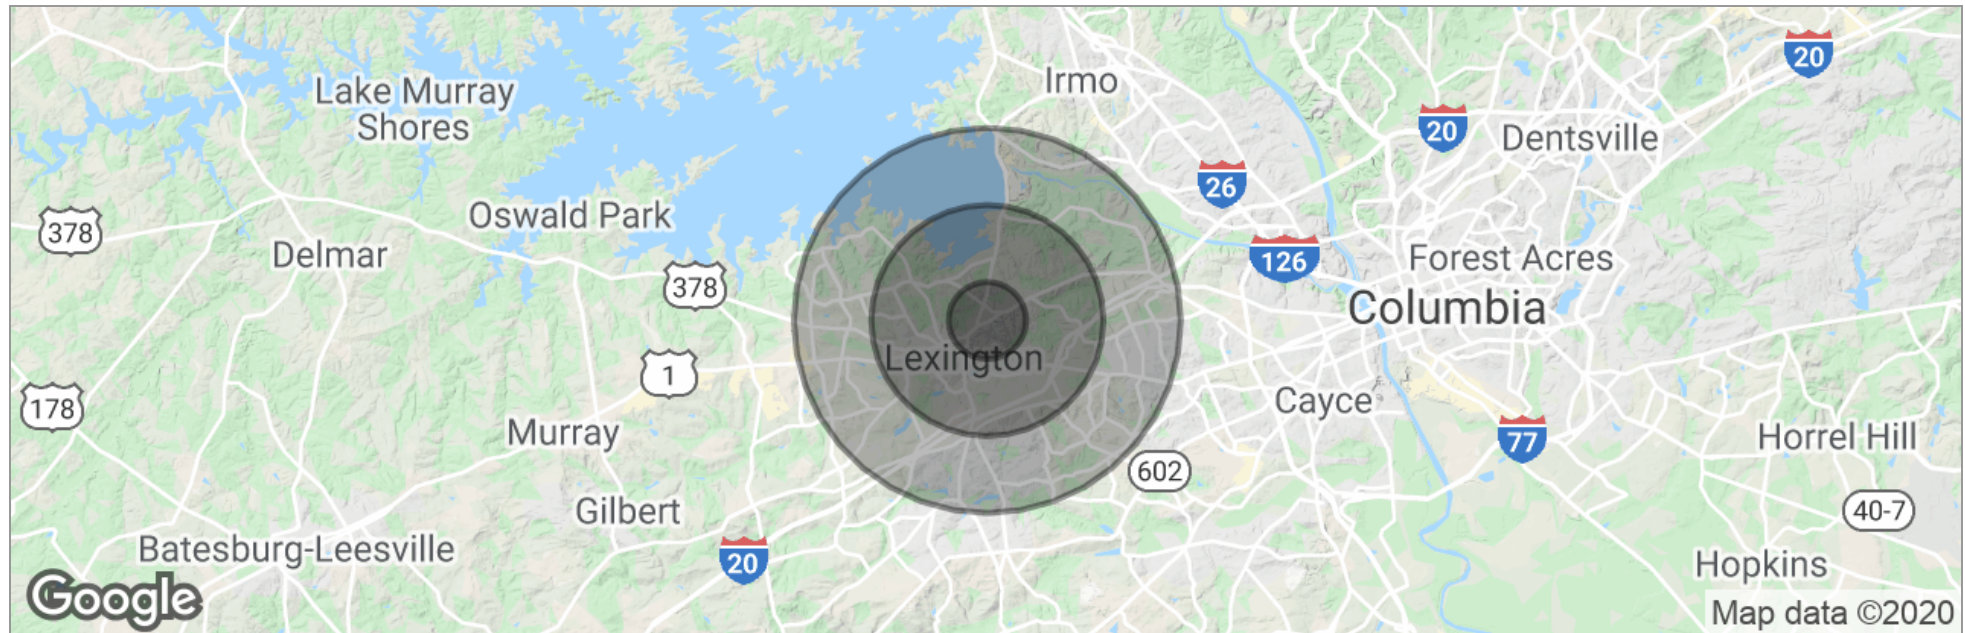 20
Irmo
Lake Murray
Shores
20
Dentsville
26
378
Oswald Park
Delmar
126
Forest Acres
378
Columbia
Lexington
1
178
Cayce
Murray
77
Horrel Hill
602
Gilbert
40-7
Batesburg-Leesville
20
Hopkins
Google
Map data ©2020